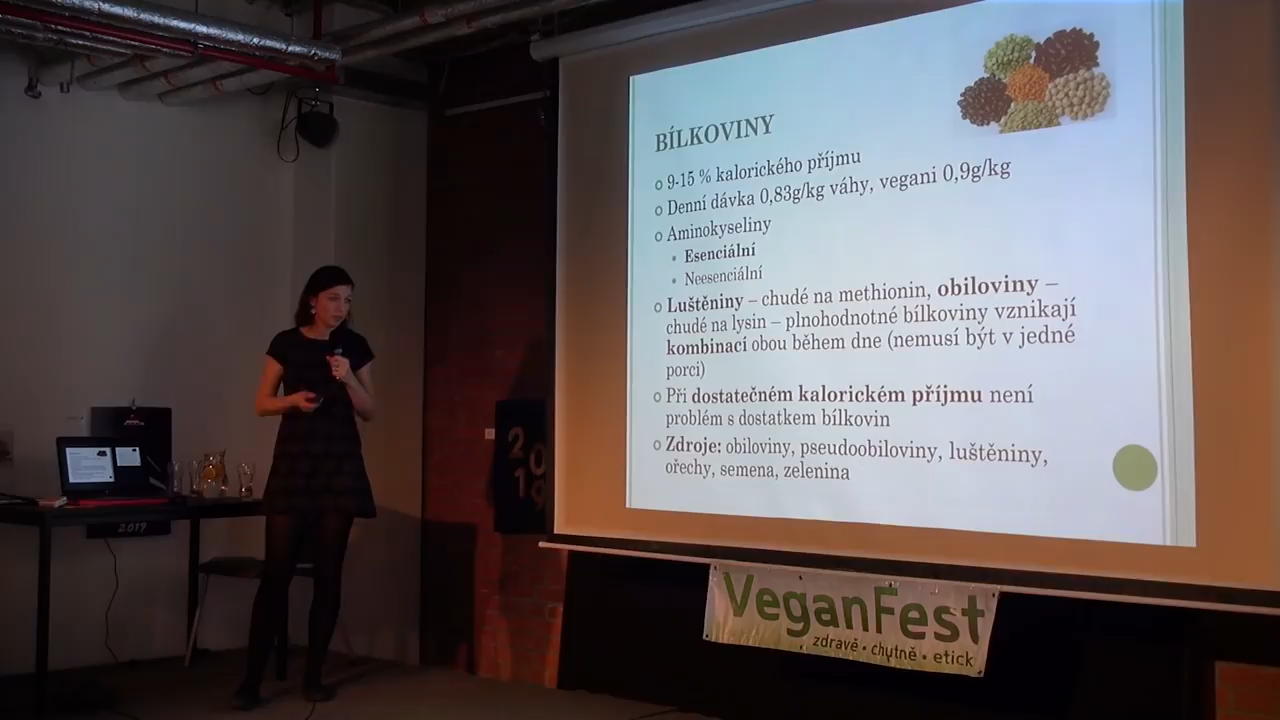 BÍLKOVINY
9-15 % kalorického příjmu
Denní dávka 0,83g/kg váhy, vegani 0,9g/kg
Aminokyseliny
Esenciální
Neesenciální
Luštěniny – chudé na methionin, obiloviny –
chudé na lysin – plnohodnotné bílkoviny vznikají
kombinací obou během dne (nemusí být v jedné
porci)
Při dostatečném kalorickém příjmu není
problém s dostatkem bílkovin
Zdroje: obiloviny, pseudoobiloviny, luštěniny,
ořechy, semena, zelenina
20
19
2019
VeganFest
zdravě • chutně • etick